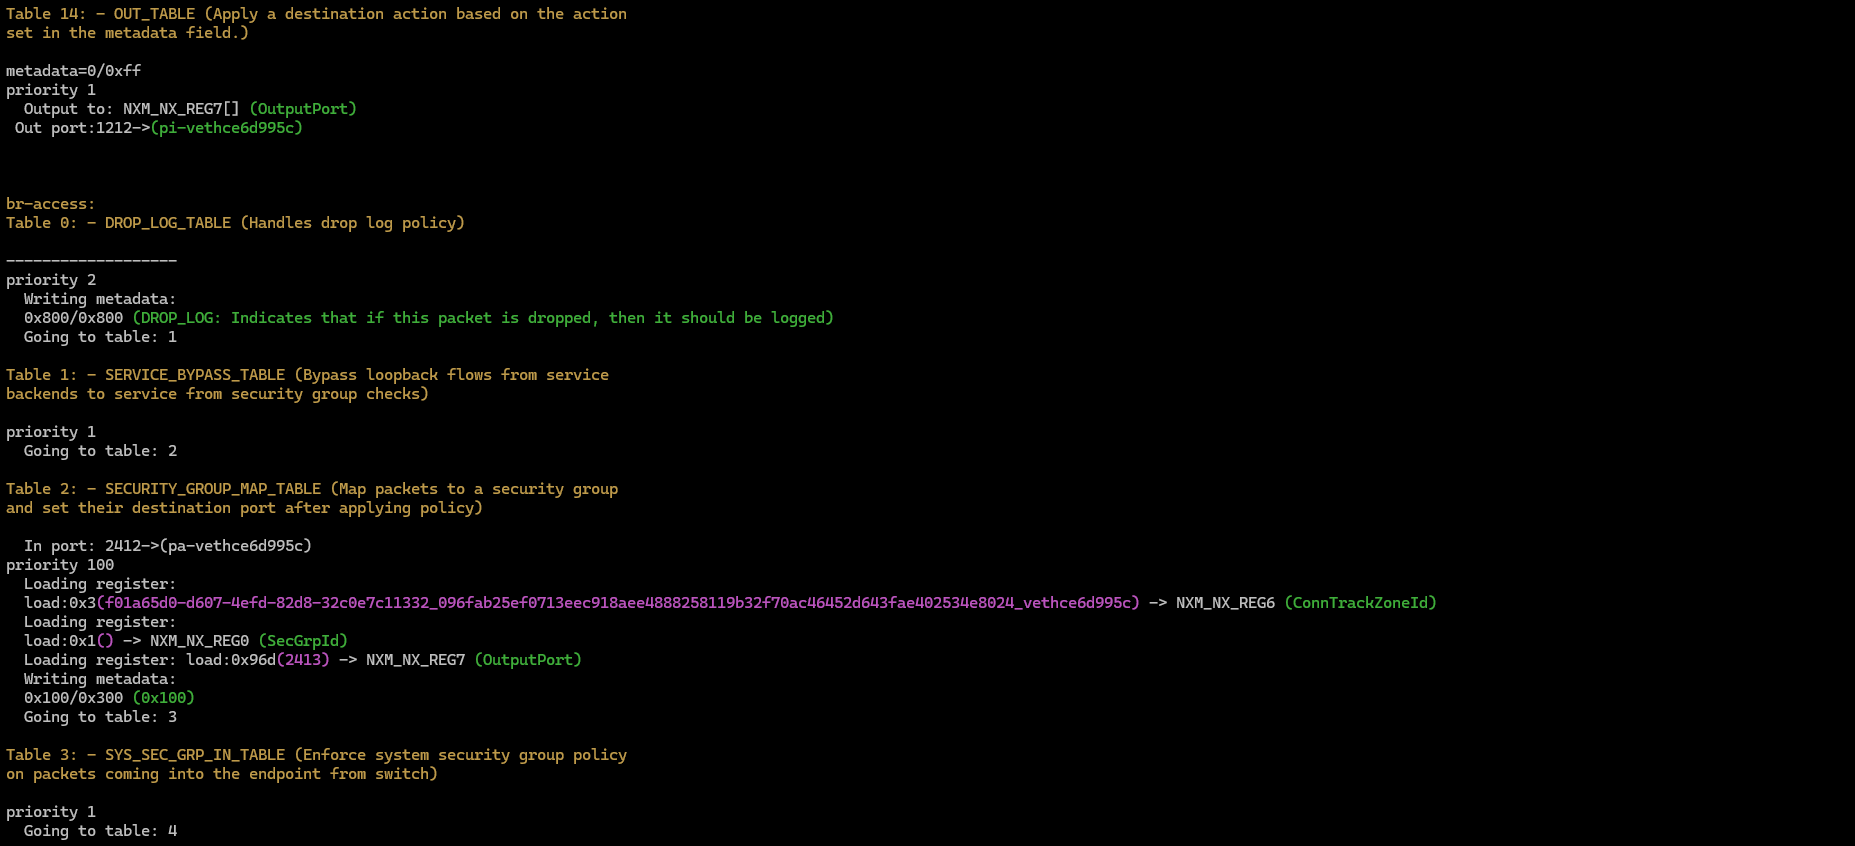 Table 14: - OUT_TABLE (Apply a destination action based on the action
set in the metadata field.)
metadata=0/0xff
priority 1
Output to: NXM_NX_REG7[] (OutputPort)
Out port:1212->(pi-vethce6d995c)
br-access:
Table 0: - DROP_LOG_TABLE (Handles drop log policy)
-------------------
priority 2
Writing metadata:
0x800/0x800 (DROP_LOG: Indicates that if this packet is dropped, then it should be logged)
Going to table: 1
Table 1: - SERVICE_BYPASS_TABLE (Bypass loopback flows from service
backends to service from security group checks)
priority 1
Going to table: 2
Table 2: - SECURITY_GROUP_MAP_TABLE (Map packets to a security group
and set their destination port after applying policy)
In port: 2412->(pa-vethce6d995c)
priority 100
Loading register:
load:0x3(f01a65d0-d607-4efd-82d8-32c0e7c11332_096fab25ef0713eec918aee4888258119b32f70ac46452d643fae402534e8024_vethce6d995c) -> NXM_NX_REG6 (ConnTrackZoneId)
Loading register:
load:0x1() -> NXM_NX_REG0 (SecGrpId)
Loading register: load:0x96d(2413) -> NXM_NX_REG7 (OutputPort)
Writing metadata:
0x100/0x300 (0x100)
Going to table: 3
Table 3: - SYS_SEC_GRP_IN_TABLE (Enforce system security group policy
on packets coming into the endpoint from switch)
priority 1
Going to table: 4